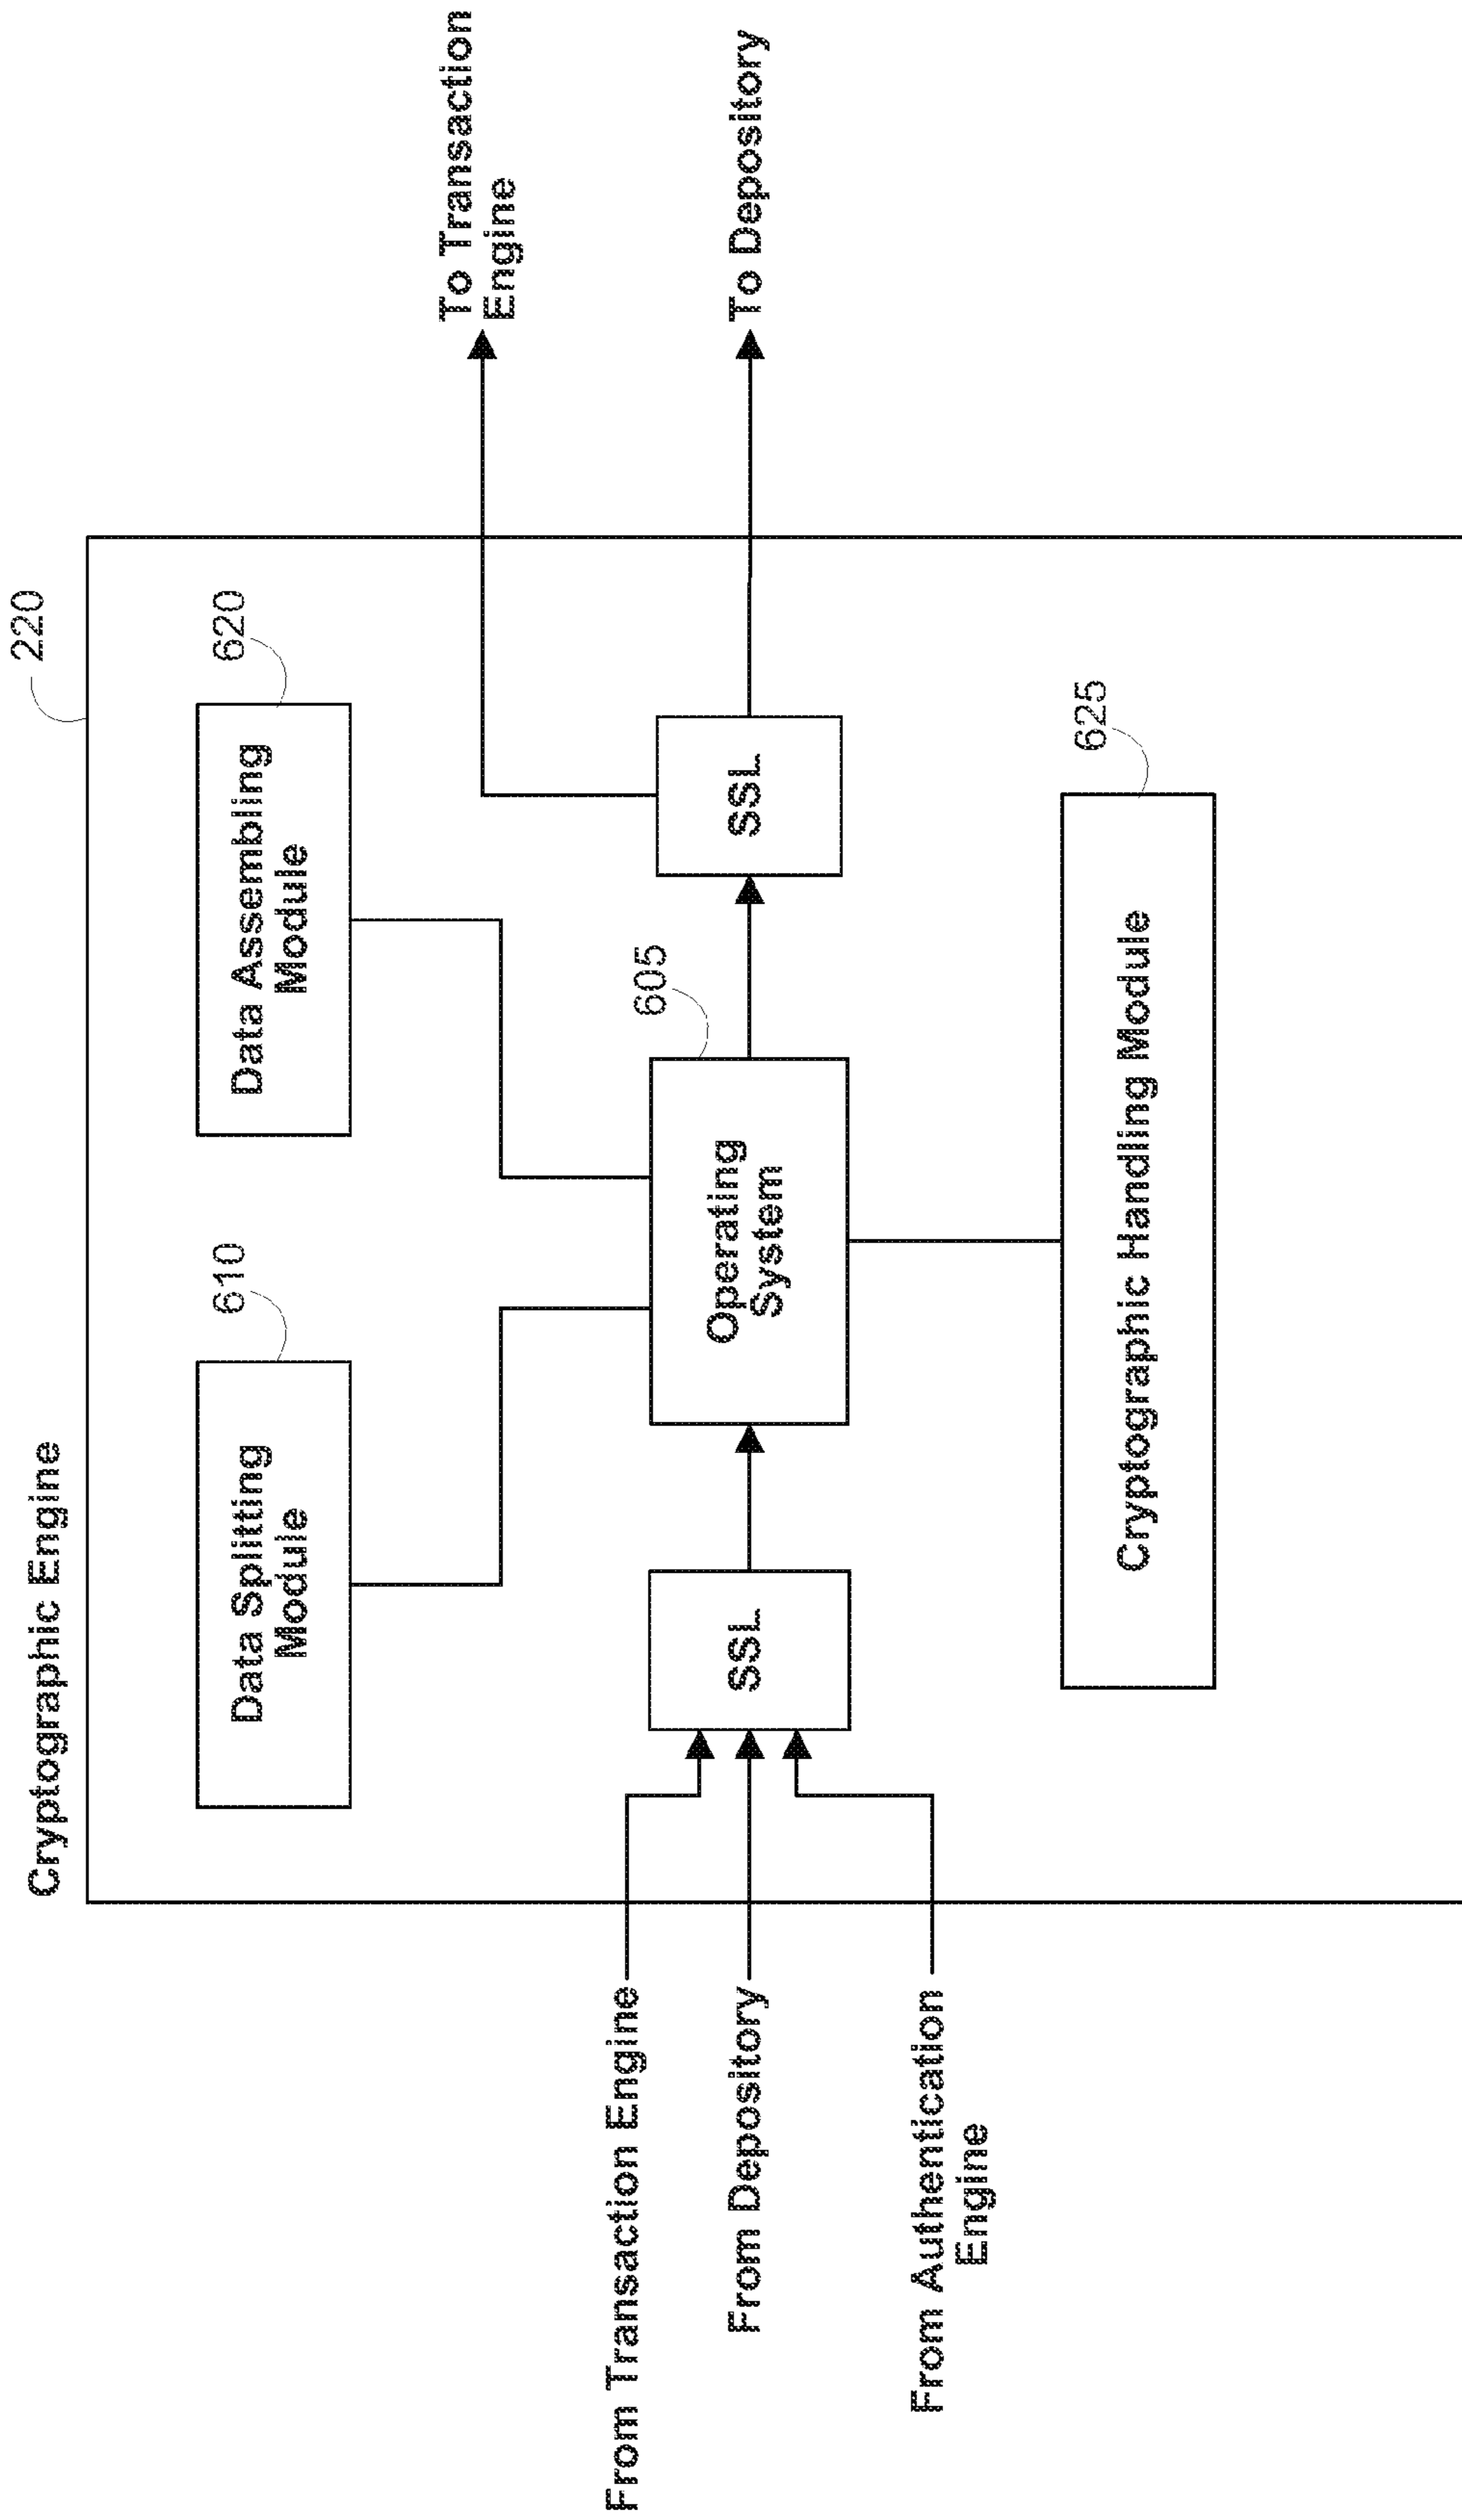 Cryptographic Engine
220
Data Splitting
Module
610
Data Assembling
Module
620
To Transaction
Engine
From Transaction Engine
From Depository
From Authentication
Engine
SSL
Operating
System
605
SSL
To Depository
Cryptographic Handling Module
625